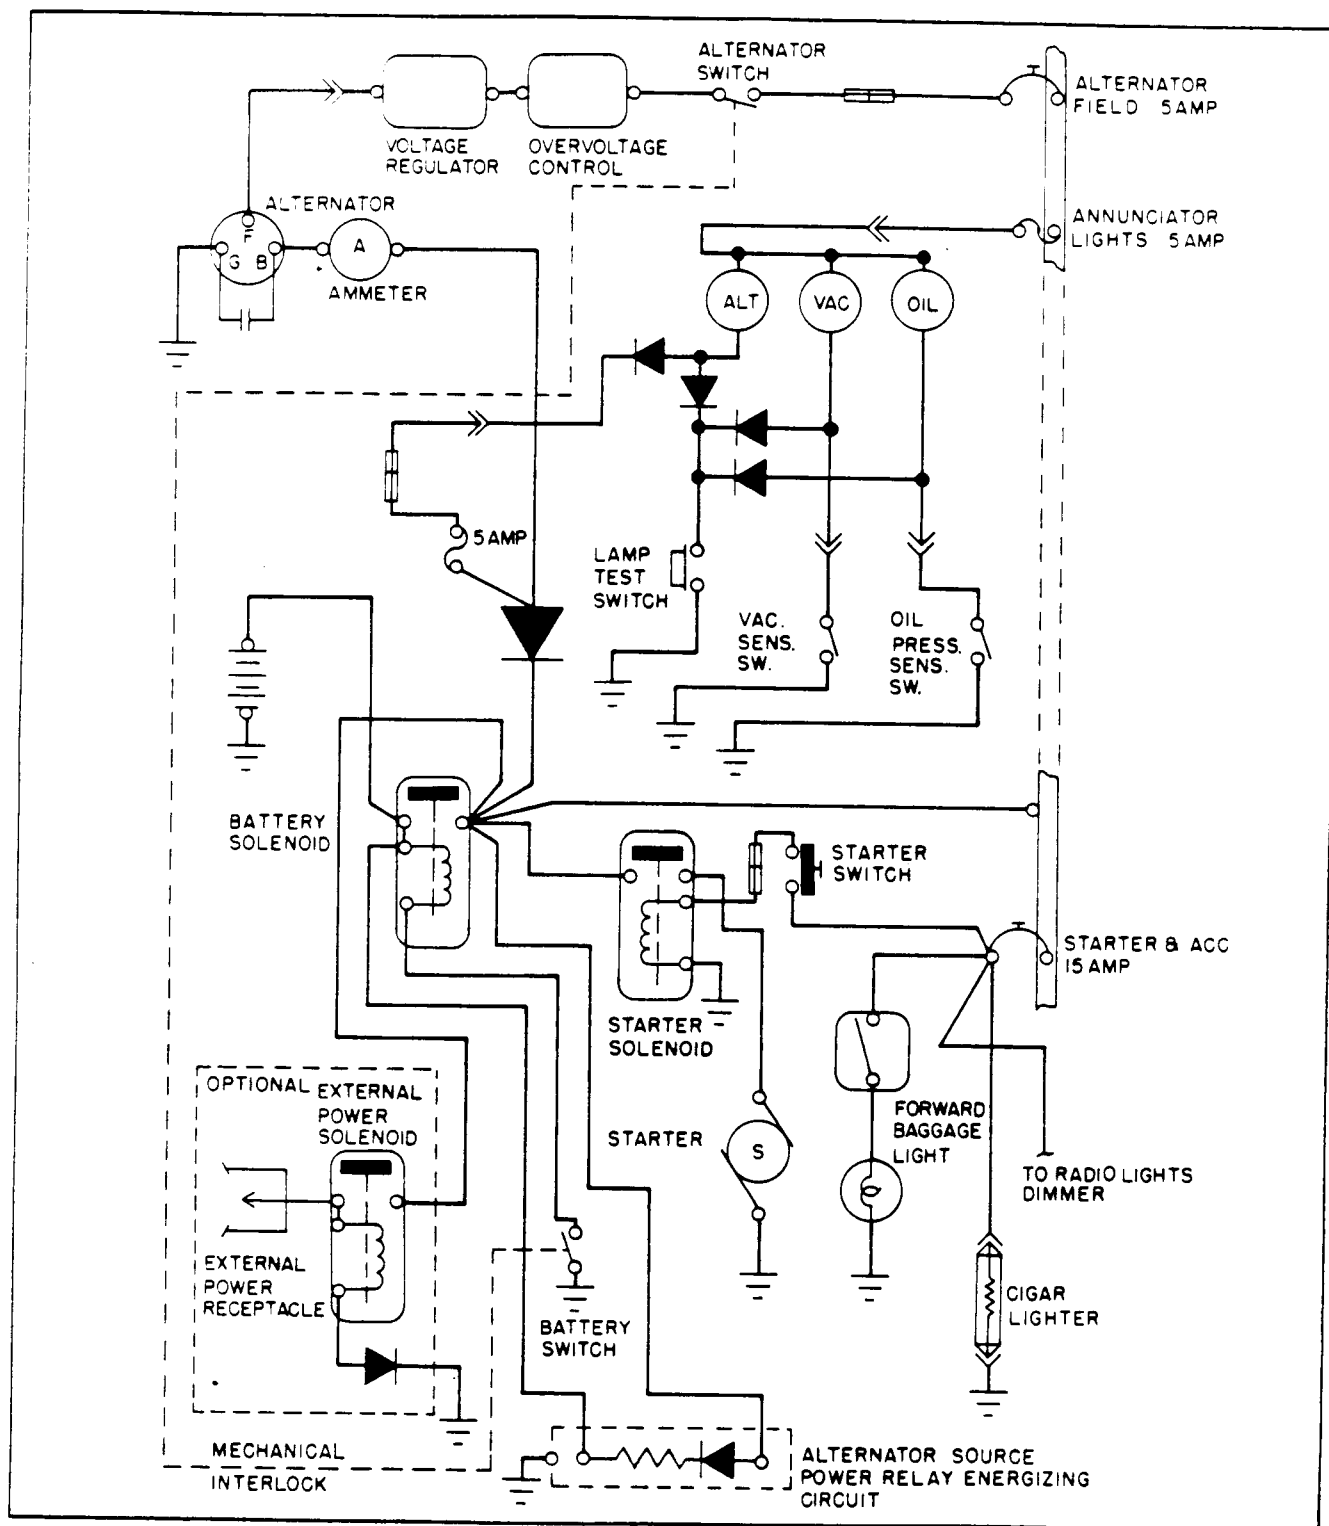 ALTERNATOR
SWITCH
ALTERNATOR
FIELD 5AMP
VOLTAGE
REGULATOR
OVERVOLTAGE
CONTROL
ALTERNATOR
F
G B
A
AMMETER
ANNUNCIATOR
LIGHTS 5AMP
ALT
VAC
OIL
5AMP
LAMP
TEST
SWITCH
VAC.
SENS.
SW.
OIL
PRESS.
SENS.
SW.
BATTERY
SOLENOID
STARTER
SWITCH
STARTER & ACC
15AMP
STARTER
SOLENOID
OPTIONAL
EXTERNAL
POWER
SOLENOID
STARTER
S
FORWARD
BAGGAGE
LIGHT
TO RADIO LIGHTS
DIMMER
EXTERNAL
POWER
RECEPTACLE
BATTERY
SWITCH
CIGAR
LIGHTER
MECHANICAL
INTERLOCK
ALTERNATOR SOURCE
POWER RELAY ENERGIZING
CIRCUIT